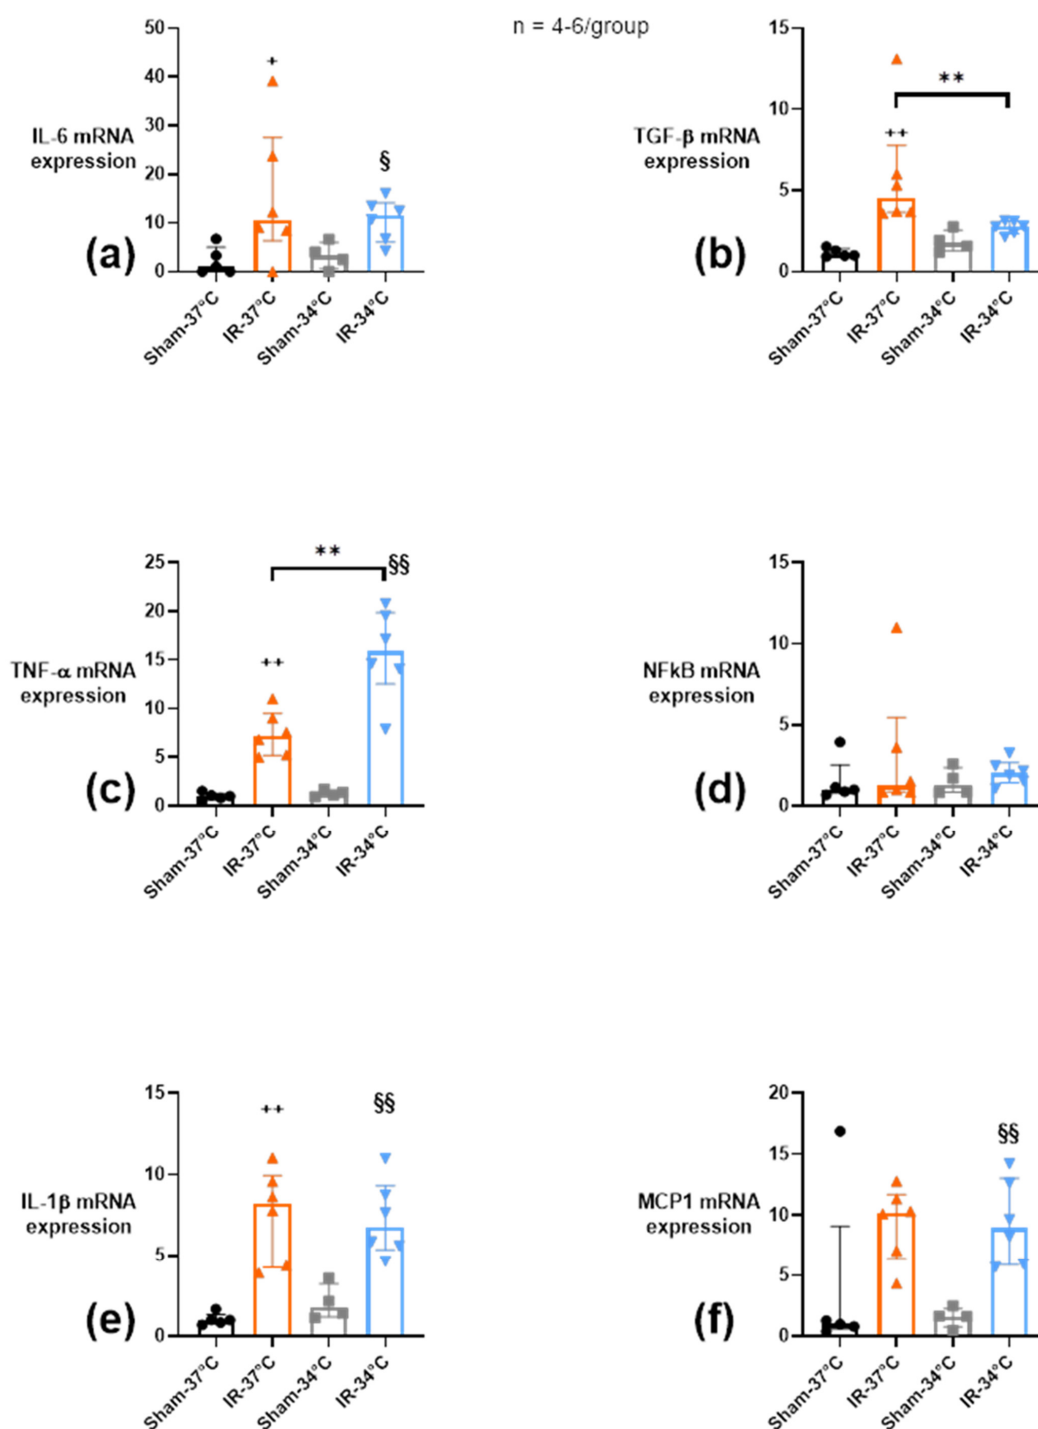 n = 4-6/group
IL-6 mRNA
expression
50
40
30
20
10
0
+
§
(a)
Sham-37°C
IR-37°C
Sham-34°C
IR-34°C
TGF-β mRNA
expression
15
10
5
0
**
++
(b)
Sham-37°C
IR-37°C
Sham-34°C
IR-34°C
TNF-α mRNA
expression
25
20
15
10
5
0
**
§§
++
(c)
Sham-37°C
IR-37°C
Sham-34°C
IR-34°C
NFkB mRNA
expression
15
10
5
0
(d)
Sham-37°C
IR-37°C
Sham-34°C
IR-34°C
IL-1β mRNA
expression
15
10
5
0
++
§§
(e)
Sham-37°C
IR-37°C
Sham-34°C
IR-34°C
MCP1 mRNA
expression
20
15
10
5
0
§§
(f)
Sham-37°C
IR-37°C
Sham-34°C
IR-34°C